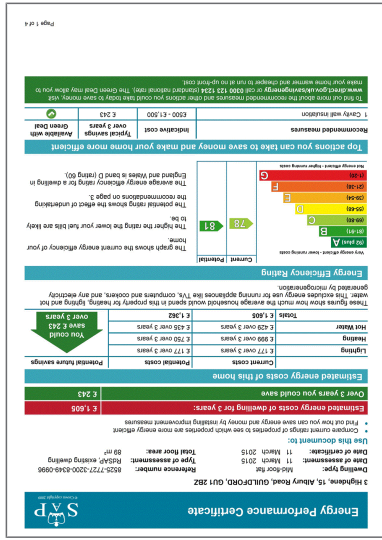 Energy Performance Certificate
SAP
3 Highdene, 15, Albury Road, GUILDFORD, GU1 2BZ
Dwelling type: Mid-floor flat
Date of assessment: 11 March 2015
Date of certificate: 11 March 2015
Reference number: 8525-7727-3200-9349-0996
Type of assessment: RdSAP, existing dwelling
Total floor area: 89 m²
Use this document to:
• Compare current ratings of properties to see which properties are more energy efficient
• Find out how you can save energy and money by installing improvement measures
Estimated energy costs of dwelling for 3 years: £ 1,605
Over 3 years you could save £ 243
Estimated energy costs of this home
Current costs Potential costs Potential future savings
Lighting £ 177 over 3 years £ 177 over 3 years
Heating £ 999 over 3 years £ 750 over 3 years
Hot Water £ 429 over 3 years £ 435 over 3 years
Totals £ 1,605 £ 1,362
You could
save £ 243
over 3 years
These figures show how much the average household would spend in this property for heating, lighting and hot
water. This excludes energy use for running appliances like TVs, computers and cookers, and any electricity
generated by microgeneration.
Energy Efficiency Rating
Very energy efficient - lower running costs
Current Potential
(92 plus) A
(81-91) B
(69-80) C
(55-68) D
(39-54) E
(21-38) F
(1-20) G
Not energy efficient - higher running costs
78
81
The graph shows the current energy efficiency of your
home.
The higher the rating the lower your fuel bills are likely
to be.
The potential rating shows the effect of undertaking
the recommendations on page 3.
The average energy efficiency rating for a dwelling in
England and Wales is band D (rating 60).
Top actions you can take to save money and make your home more efficient
Recommended measures Indicative cost Typical savings
over 3 years Available with
Green Deal
1 Cavity wall insulation £500 - £1,500 £ 243
To find out more about the recommended measures and other actions you could take today to save money, visit
www.direct.gov.uk/savingenergy or call 0300 123 1234 (standard national rate). The Green Deal may allow you to
make your home warmer and cheaper to run at no up-front cost.
Page 1 of 4